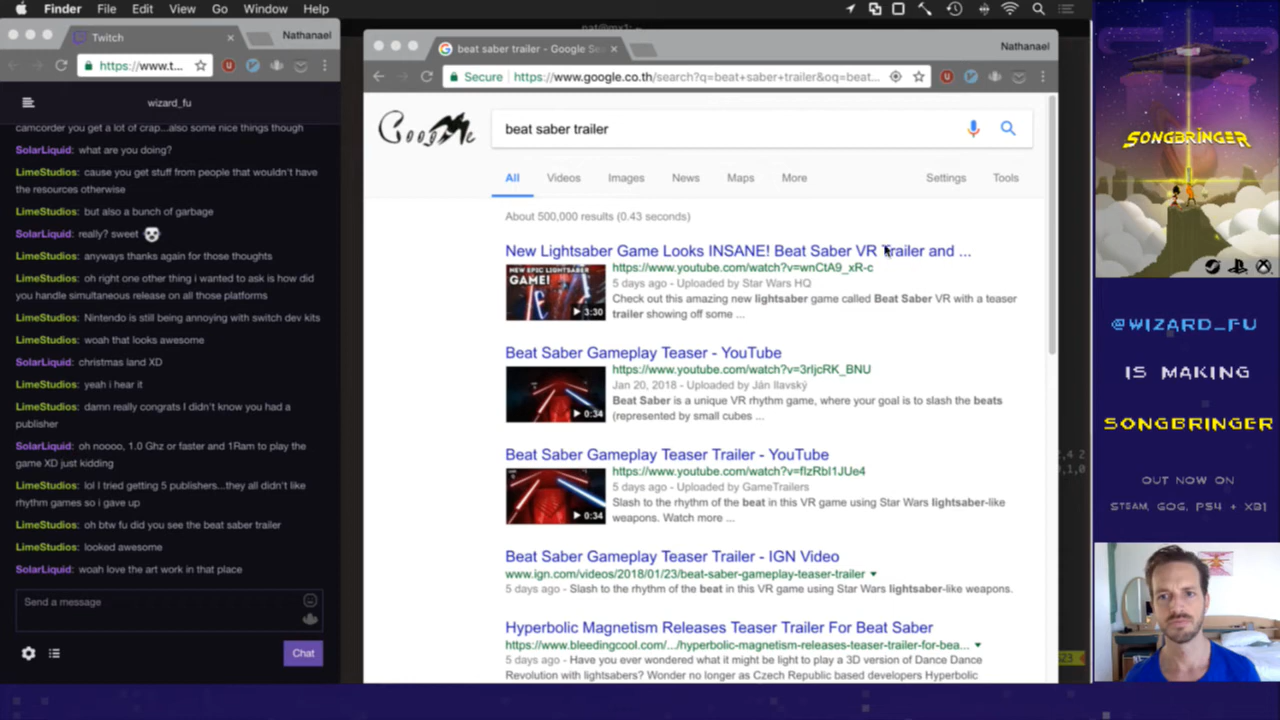 Finder File Edit View Go Window Help
Twitch
Nathanael
https://www.t...
wizard_fu
camcorder you get a lot of crap...also some nice things though
SolarLiquid: what are you doing?
LimeStudios: cause you get stuff from people that wouldn't have
the resources otherwise
LimeStudios: but also a bunch of garbage
SolarLiquid: really? sweet
LimeStudios: anyways thanks again for those thoughts
LimeStudios: oh right one other thing i wanted to ask is how did
you handle simultaneous release on all those platforms
LimeStudios: Nintendo is still being annoying with switch dev kits
LimeStudios: woah that looks awesome
SolarLiquid: christmas land XD
LimeStudios: yeah i hear it
LimeStudios: damn really congrats I didn't know you had a
publisher
SolarLiquid: oh noooo, 1.0 Ghz or faster and 1Ram to play the
game XD just kidding
LimeStudios: lol I tried getting 5 publishers...they all didn't like
rhythm games so i gave up
LimeStudios: oh btw fu did you see the beat saber trailer
LimeStudios: looked awesome
SolarLiquid: woah love the art work in that place
Send a message
Chat
beat saber trailer - Google Se
Nathanael
Secure https://www.google.co.th/search?q=beat+saber+trailer&oq=beat...
beat saber trailer
All Videos Images News Maps More Settings Tools
About 500,000 results (0.43 seconds)
New Lightsaber Game Looks INSANE! Beat Saber VR Trailer and ...
NEW EPIC LIGHTSABER
GAME!
3:30
https://www.youtube.com/watch?v=wnCtA9_xR-c
5 days ago - Uploaded by Star Wars HQ
Check out this amazing new lightsaber game called Beat Saber VR with a teaser
trailer showing off some ...
Beat Saber Gameplay Teaser - YouTube
0:34
https://www.youtube.com/watch?v=3rljcRK_BNU
Jan 20, 2018 - Uploaded by Ján Ilavský
Beat Saber is a unique VR rhythm game, where your goal is to slash the beats
(represented by small cubes ...
Beat Saber Gameplay Teaser Trailer - YouTube
0:34
https://www.youtube.com/watch?v=flzRbI1JUe4
5 days ago - Uploaded by GameTrailers
Slash to the rhythm of the beat in this VR game using Star Wars lightsaber-like
weapons. Watch more ...
Beat Saber Gameplay Teaser Trailer - IGN Video
www.ign.com/videos/2018/01/23/beat-saber-gameplay-teaser-trailer
5 days ago - Slash to the rhythm of the beat in this VR game using Star Wars lightsaber-like weapons.
Hyperbolic Magnetism Releases Teaser Trailer For Beat Saber
https://www.bleedingcool.com/.../hyperbolic-magnetism-releases-teaser-trailer-for-bea...
5 days ago - Have you ever wondered what it might be light to play a 3D version of Dance Dance
Revolution with lightsabers? Wonder no longer as Czech Republic based developers Hyperbolic
SONGBRINGER
@WIZARD_FU
IS MAKING
SONGBRINGER
OUT NOW ON
STEAM, GOG, PS4 + XB1